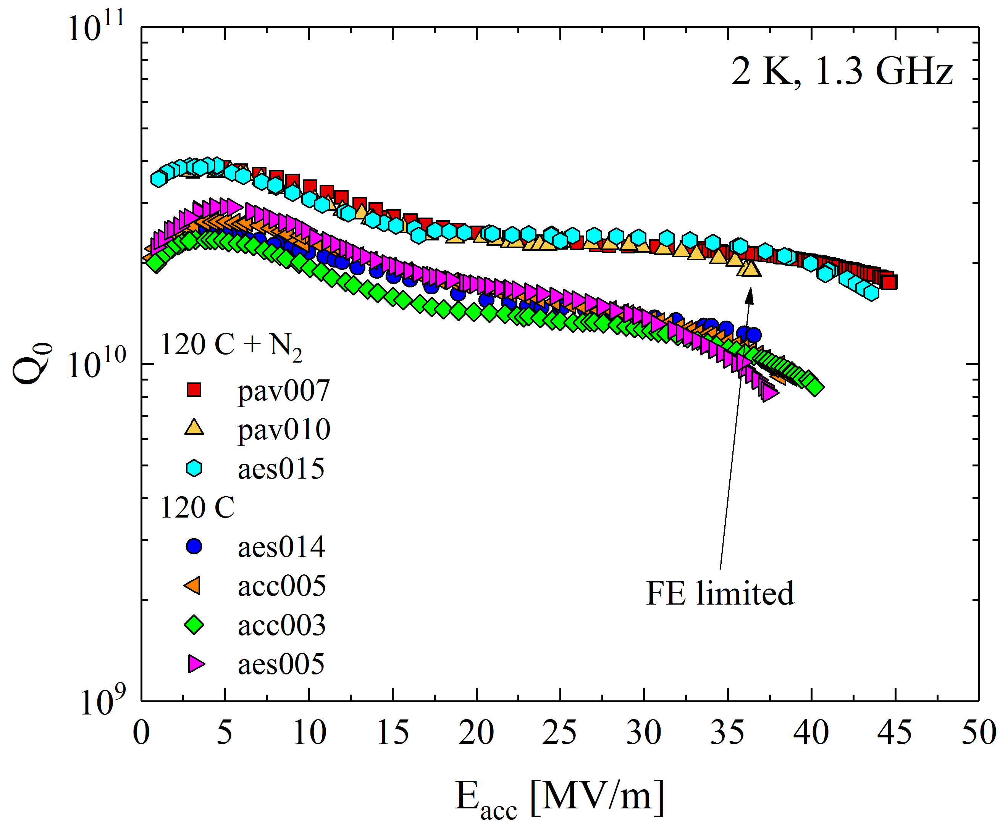 10^11
2 K, 1.3 GHz
120 C + N_2
Q_0
10^10
pav007
pav010
aes015
120 C
aes014
acc005
FE limited
acc003
aes005
10^9
0 5 10 15 20 25 30 35 40 45 50
E_acc [MV/m]